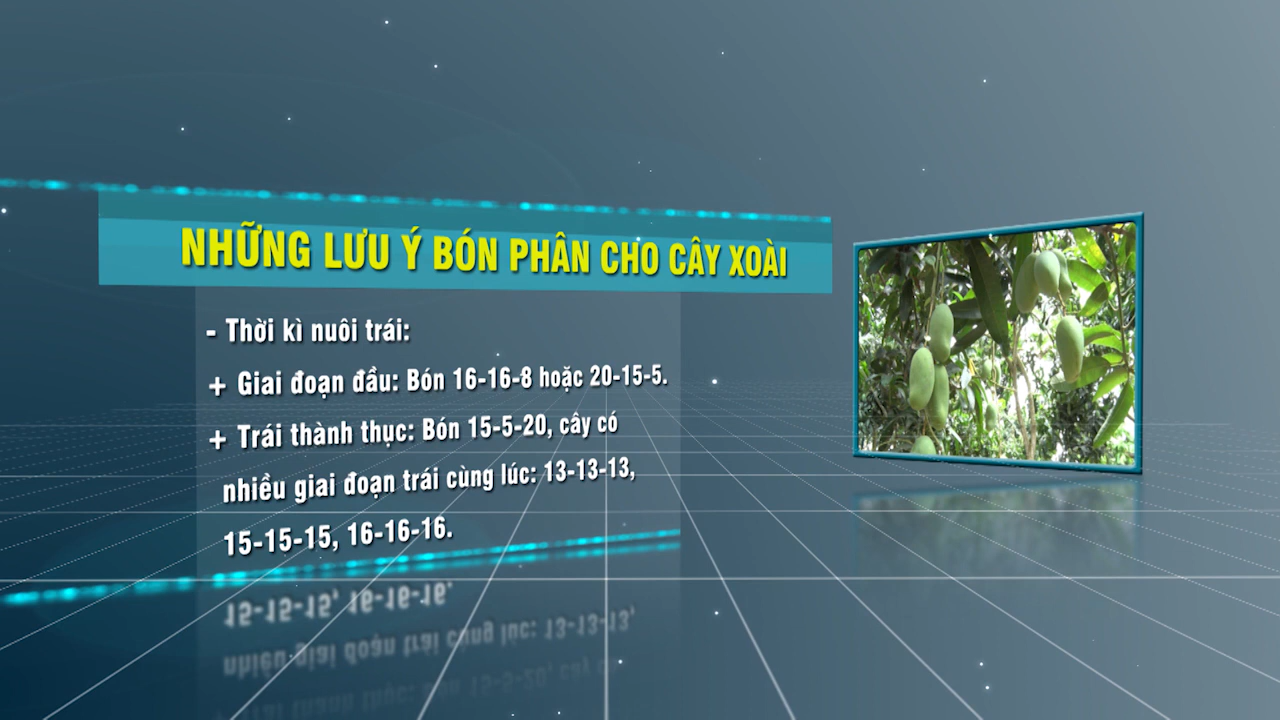 NHỮNG LƯU Ý BÓN PHÂN CHO CÂY XOÀI
- Thời kì nuôi trái:
+ Giai đoạn đầu: Bón 16-16-8 hoặc 20-15-5.
+ Trái thành thục: Bón 15-5-20, cây có
nhiều giai đoạn trái cùng lúc: 13-13-13,
15-15-15, 16-16-16.